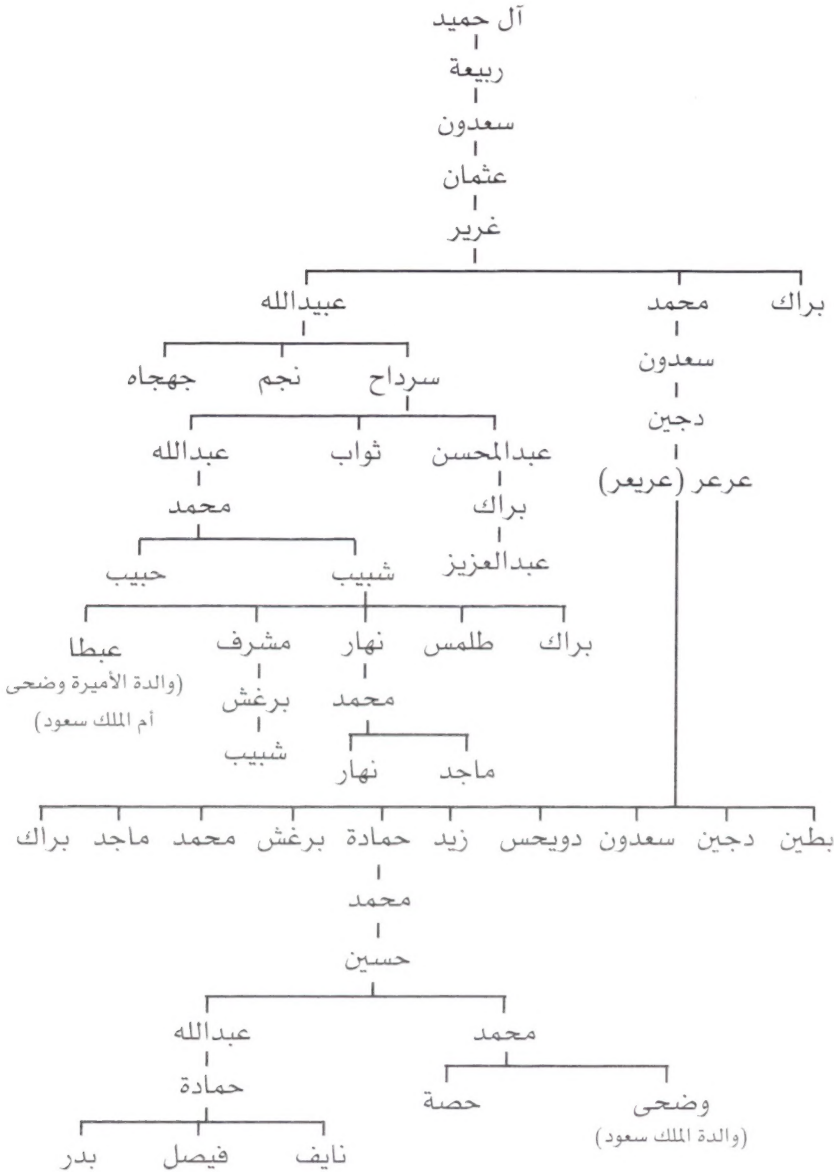 آل حميد
ربيعة
سعدون
عثمان
غرير
براك محمد عبيدالله
سعدون
سرداح نجم جهجاه
دجين
عبدالمحسن ثواب عبدالله
عرعر (عريعر)
براك محمد
عبدالعزيز شبيب حبيب
براك طلمس نهار مشرف عبطا
(والدة الأميرة وضحى
أم الملك سعود)
محمد برغش
شبيب
ماجد نهار
بطين دجين سعدون دويحس زيد حمادة برغش محمد ماجد براك
محمد
حسين
محمد عبدالله
حمادة
وضحى حصة
(والدة الملك سعود)
نايف فيصل بدر